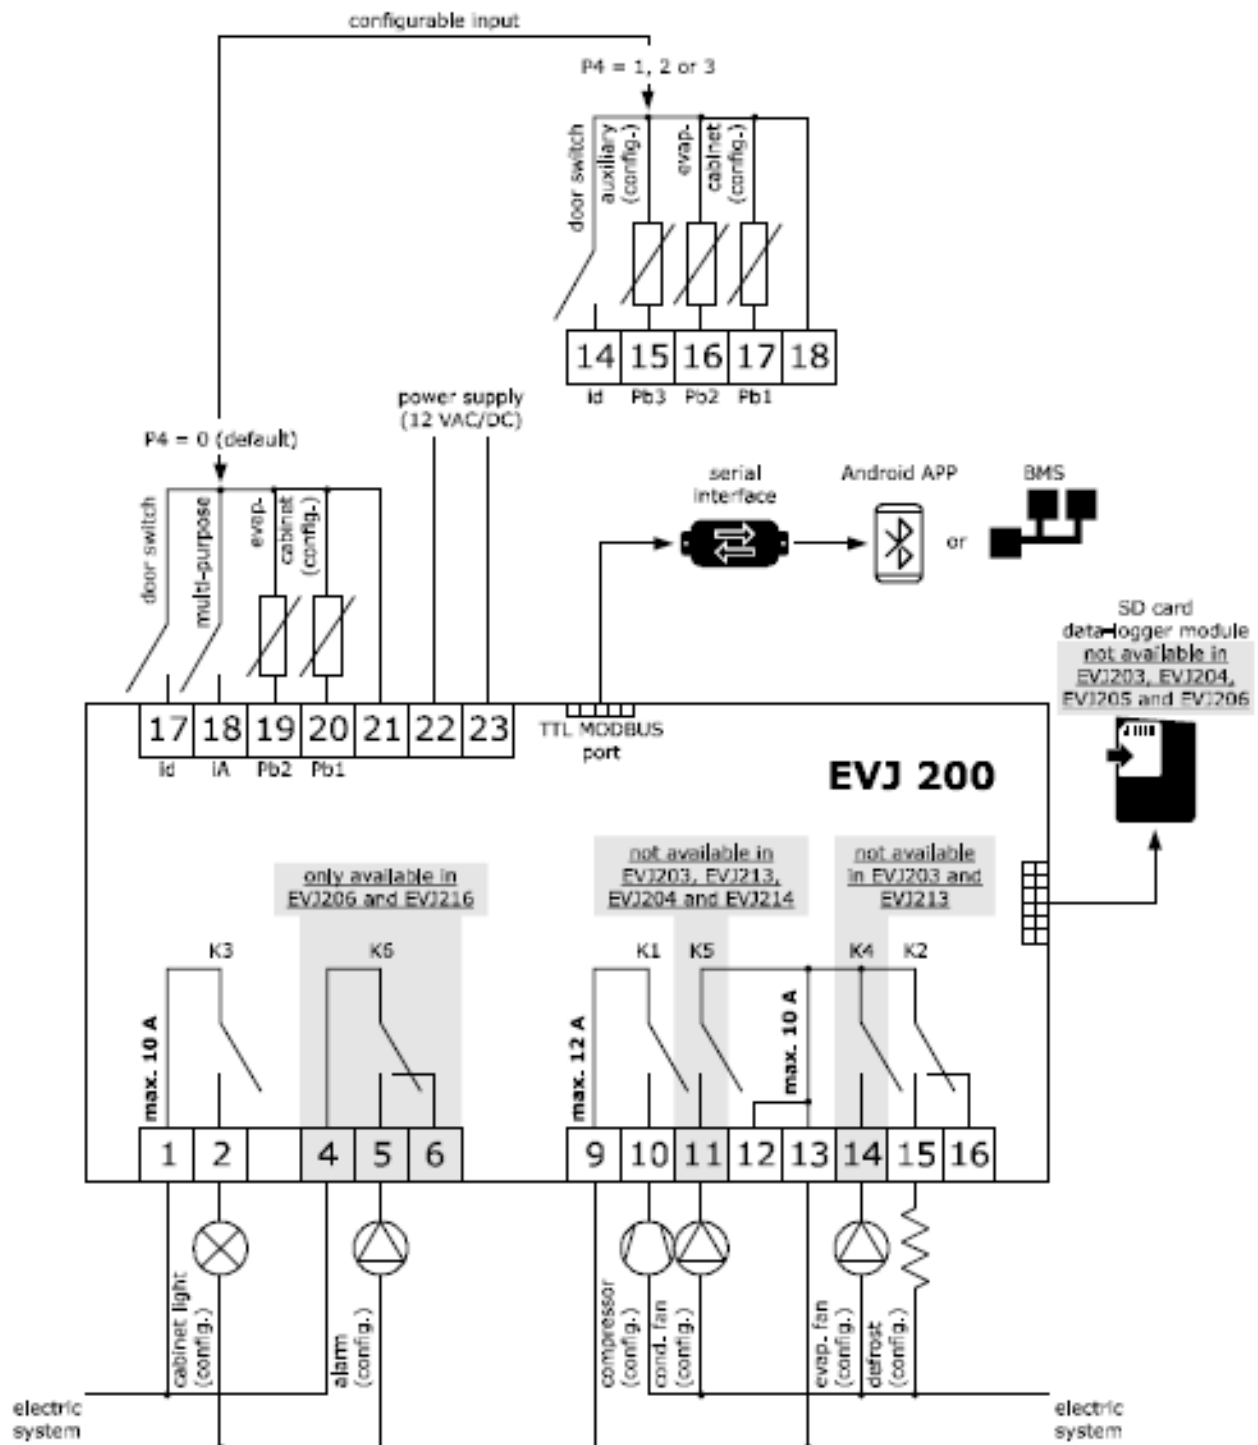 configurable input
P4 = 1, 2 or 3
door switch
auxiliary
(config.)
evap.
cabinet
(config.)
14 15 16 17 18
id Pb3 Pb2 Pb1
power supply
(12 VAC/DC)
P4 = 0 (default)
door switch
multi-purpose
evap.
cabinet
(config.)
serial
interface
Android APP
or
BMS
SD card
data-logger module
not available in
EVJ203, EVJ204,
EVJ205 and EVJ206
17 18 19 20 21 22 23
id iA Pb2 Pb1
TTL MODBUS
port
EVJ 200
only available in
EVJ206 and EVJ216
not available in
EVJ203, EVJ213,
EVJ204 and EVJ214
not available
in EVJ203 and
EVJ213
K3 K6 K1 K5 K4 K2
max. 10 A
max. 12 A
max. 10 A
1 2 4 5 6 9 10 11 12 13 14 15 16
cabinet light
(config.)
alarm
(config.)
compressor
(config.)
cond. fan
(config.)
evap. fan
(config.)
defrost
(config.)
electric
system
electric
system